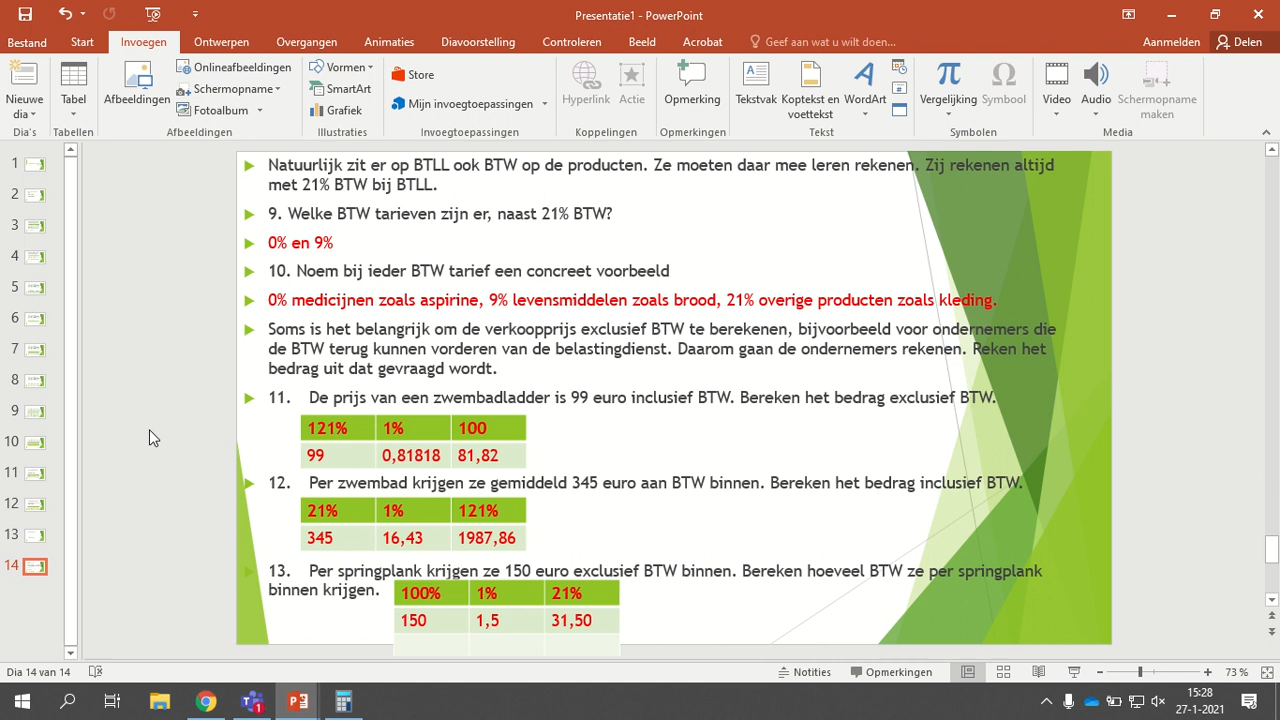 Presentatie1 - PowerPoint
Bestand Start Invoegen Ontwerpen Overgangen Animaties Diavoorstelling Controleren Beeld Acrobat Geef aan wat u wilt doen... Aanmelden Delen
Nieuwe dia
Dia's
Tabel
Tabellen
Afbeeldingen
Onlineafbeeldingen
Schermopname
Fotoalbum
Afbeeldingen
Vormen
SmartArt
Grafiek
Illustraties
Store
Mijn invoegtoepassingen
Invoegtoepassingen
Hyperlink Actie
Koppelingen
Opmerking
Opmerkingen
Tekstvak Koptekst en voettekst WordArt
Tekst
Vergelijking Symbool
Symbolen
Video Audio Schermopname maken
Media
1
2
3
4
5
6
7
8
9
10
11
12
13
14
Natuurlijk zit er op BTLL ook BTW op de producten. Ze moeten daar mee leren rekenen. Zij rekenen altijd
met 21% BTW bij BTLL.
9. Welke BTW tarieven zijn er, naast 21% BTW?
0% en 9%
10. Noem bij ieder BTW tarief een concreet voorbeeld
0% medicijnen zoals aspirine, 9% levensmiddelen zoals brood, 21% overige producten zoals kleding.
Soms is het belangrijk om de verkoopprijs exclusief BTW te berekenen, bijvoorbeeld voor ondernemers die
de BTW terug kunnen vorderen van de belastingdienst. Daarom gaan de ondernemers rekenen. Reken het
bedrag uit dat gevraagd wordt.
11. De prijs van een zwembadladder is 99 euro inclusief BTW. Bereken het bedrag exclusief BTW.
121% 1% 100
99 0,81818 81,82
12. Per zwembad krijgen ze gemiddeld 345 euro aan BTW binnen. Bereken het bedrag inclusief BTW.
21% 1% 121%
345 16,43 1987,86
13. Per springplank krijgen ze 150 euro exclusief BTW binnen. Bereken hoeveel BTW ze per springplank
binnen krijgen.
100% 1% 21%
150 1,5 31,50
Dia 14 van 14 Notities Opmerkingen 73 %
1
15:28
27-1-2021